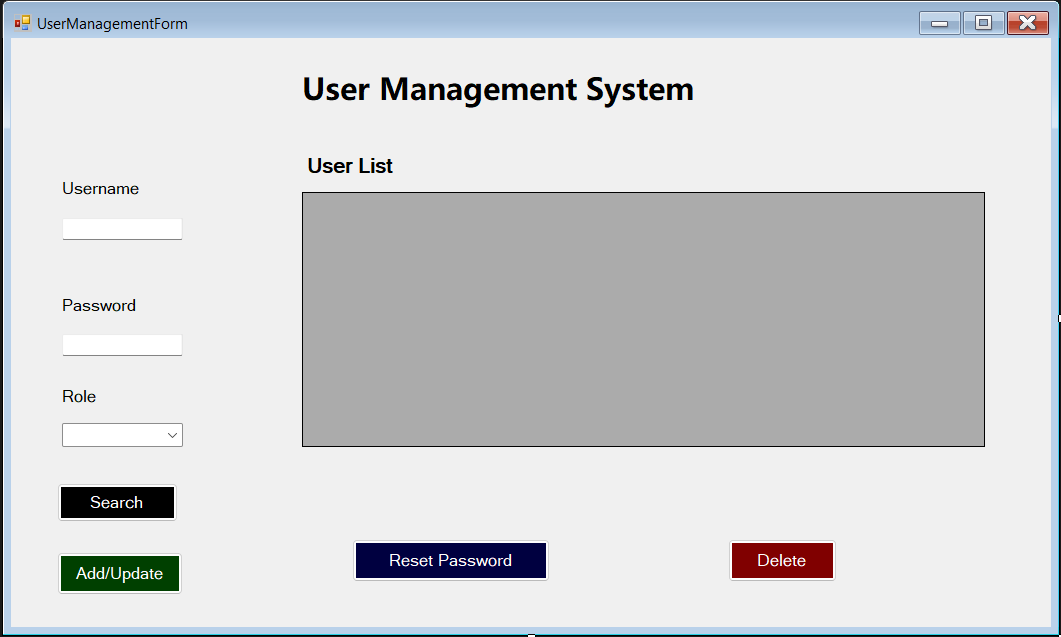 UserManagementForm
User Management System
User List
Username
Password
Role
Search
Add/Update
Reset Password
Delete